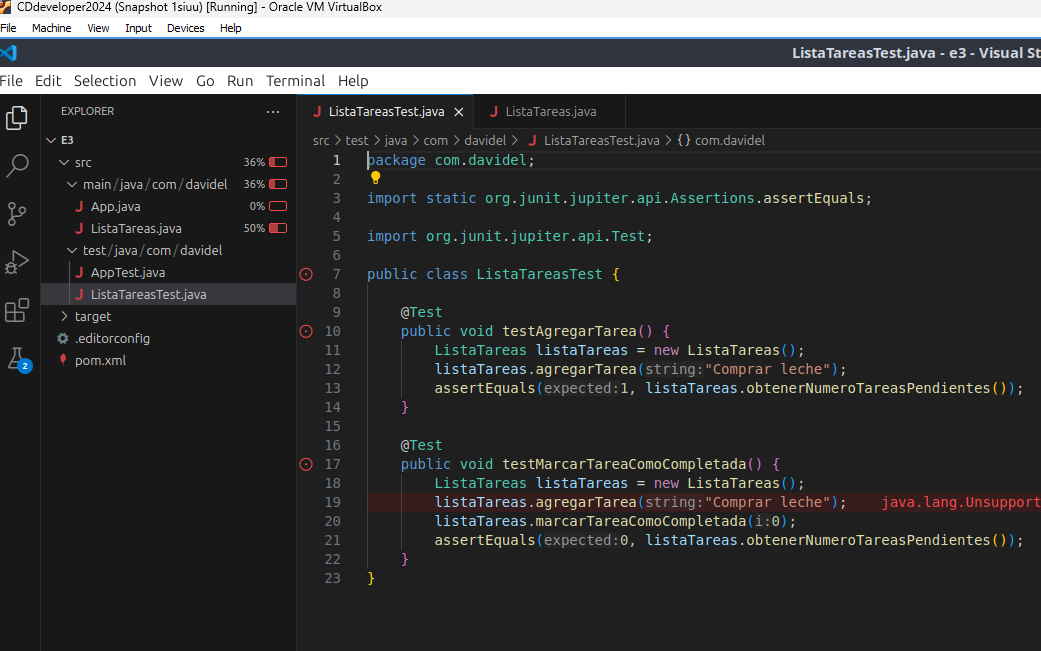 CDdeveloper2024 (Snapshot 1siuu) [Running] - Oracle VM VirtualBox
File Machine View Input Devices Help
ListaTareasTest.java - e3 - Visual St
File Edit Selection View Go Run Terminal Help
EXPLORER ...
E3
src 36%
main/java/com/davidel 36%
J App.java 0%
J ListaTareas.java 50%
test/java/com/davidel
J AppTest.java
J ListaTareasTest.java
target
.editorconfig
pom.xml
2
J ListaTareasTest.java × J ListaTareas.java
src > test > java > com > davidel > J ListaTareasTest.java > {} com.davidel
1 package com.davidel;
2
3 import static org.junit.jupiter.api.Assertions.assertEquals;
4
5 import org.junit.jupiter.api.Test;
6
7 public class ListaTareasTest {
8
9 @Test
10 public void testAgregarTarea() {
11 ListaTareas listaTareas = new ListaTareas();
12 listaTareas.agregarTarea(string:"Comprar leche");
13 assertEquals(expected:1, listaTareas.obtenerNumeroTareasPendientes());
14 }
15
16 @Test
17 public void testMarcarTareaComoCompletada() {
18 ListaTareas listaTareas = new ListaTareas();
19 listaTareas.agregarTarea(string:"Comprar leche"); java.lang.Unsupport
20 listaTareas.marcarTareaComoCompletada(i:0);
21 assertEquals(expected:0, listaTareas.obtenerNumeroTareasPendientes());
22 }
23 }